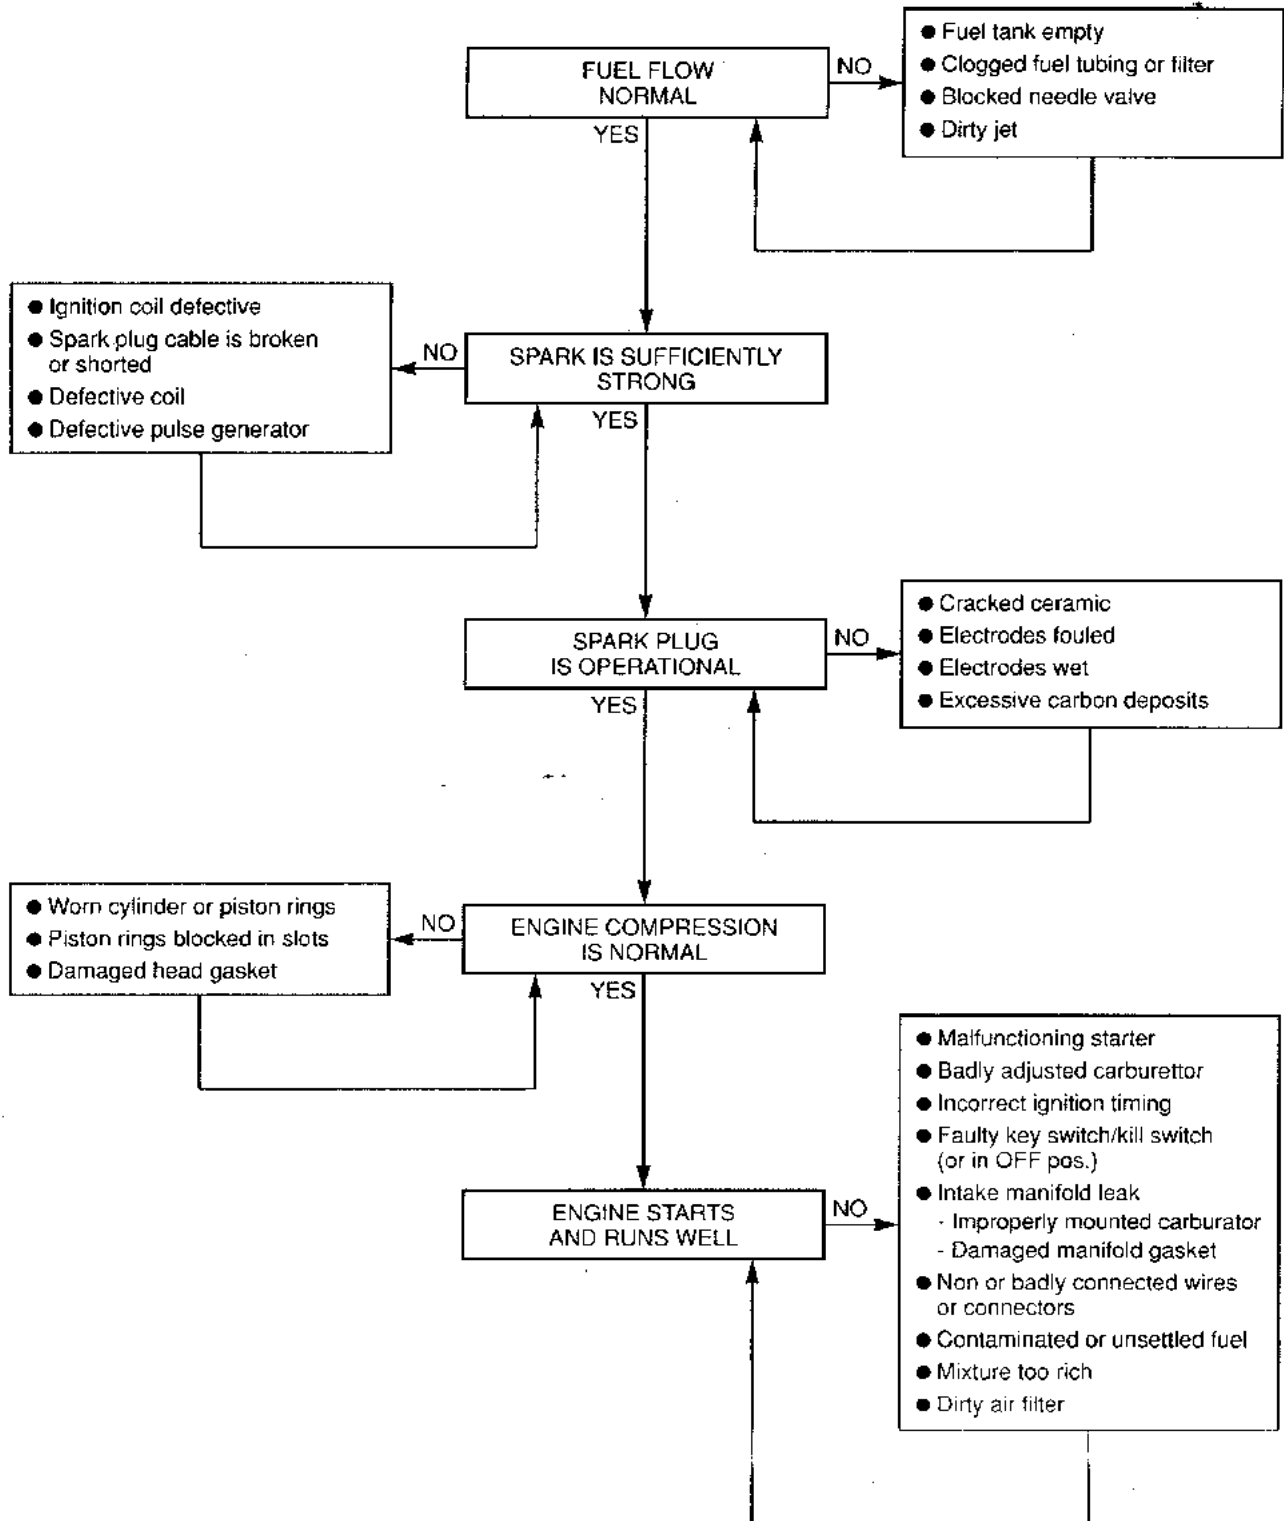 FUEL FLOW
NORMAL
NO
● Fuel tank empty
● Clogged fuel tubing or filter
● Blocked needle valve
● Dirty jet
YES
● Ignition coil defective
● Spark plug cable is broken
or shorted
● Defective coil
● Defective pulse generator
NO
SPARK IS SUFFICIENTLY
STRONG
YES
SPARK PLUG
IS OPERATIONAL
NO
● Cracked ceramic
● Electrodes fouled
● Electrodes wet
● Excessive carbon deposits
YES
● Worn cylinder or piston rings
● Piston rings blocked in slots
● Damaged head gasket
NO
ENGINE COMPRESSION
IS NORMAL
YES
ENGINE STARTS
AND RUNS WELL
NO
● Malfunctioning starter
● Badly adjusted carburettor
● Incorrect ignition timing
● Faulty key switch/kill switch
(or in OFF pos.)
● Intake manifold leak
- Improperly mounted carburator
- Damaged manifold gasket
● Non or badly connected wires
or connectors
● Contaminated or unsettled fuel
● Mixture too rich
● Dirty air filter